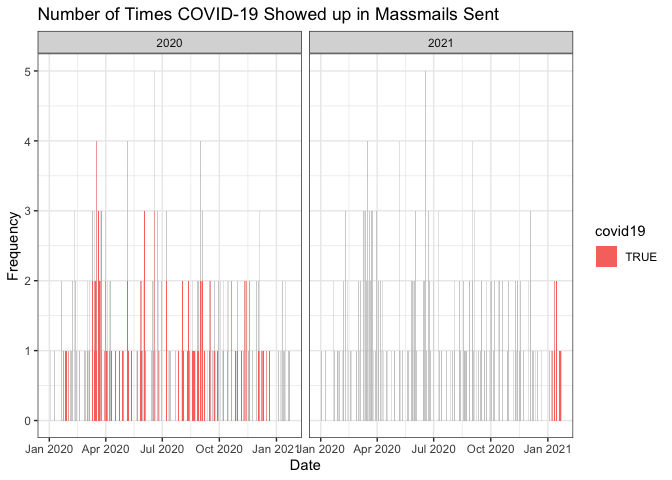 Number of Times COVID-19 Showed up in Massmails Sent
2020
2021
5
4
3
2
1
0
Frequency
Jan 2020 Apr 2020 Jul 2020 Oct 2020 Jan 2021
Jan 2020 Apr 2020 Jul 2020 Oct 2020 Jan 2021
Date
covid19
TRUE